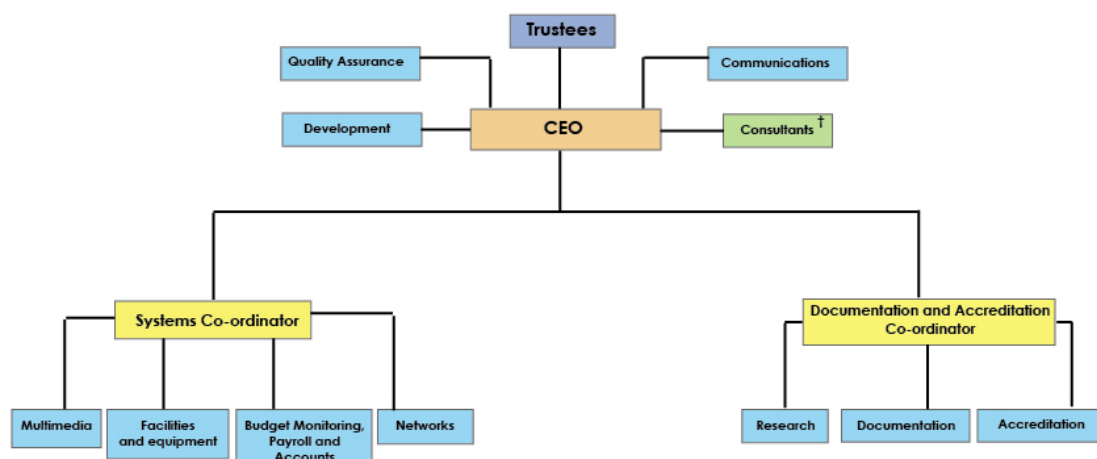 Trustees
Quality Assurance
Communications
Development
CEO
Consultants †
Systems Co-ordinator
Documentation and Accreditation
Co-ordinator
Multimedia
Facilities
and equipment
Budget Monitoring,
Payroll and
Accounts
Networks
Research
Documentation
Accreditation